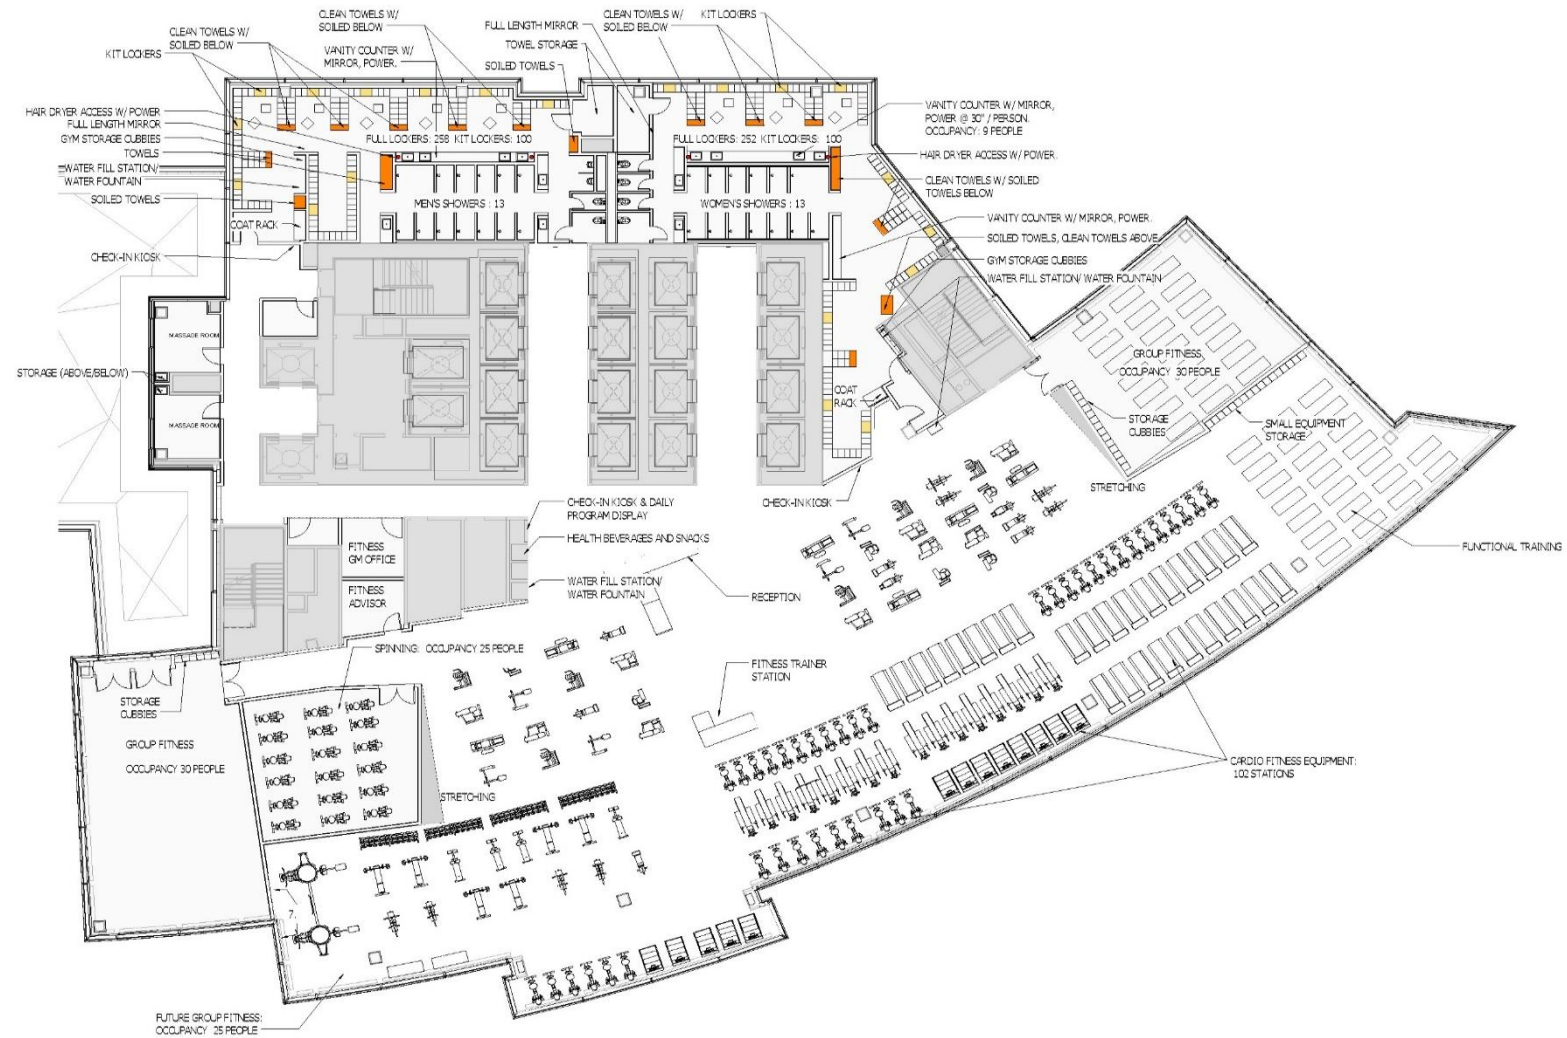 CLEAN TOWELS W/
SOILED BELOW
KIT LOCKERS
CLEAN TOWELS W/
SOILED BELOW
VANITY COUNTER W/
MIRROR, POWER.
FULL LENGTH MIRROR
TOWEL STORAGE
SOILED TOWELS
CLEAN TOWELS W/
SOILED BELOW
KIT LOCKERS
HAIR DRYER ACCESS W/ POWER
FULL LENGTH MIRROR
GYM STORAGE CUBBIES
TOWELS
WATER FILL STATION/
WATER FOUNTAIN
SOILED TOWELS
COAT RACK
CHECK-IN KIOSK
FULL LOCKERS: 258 KIT LOCKERS: 100
FULL LOCKERS: 252 KIT LOCKERS: 100
MEN'S SHOWERS : 13
WOMEN'S SHOWERS : 13
VANITY COUNTER W/ MIRROR,
POWER @ 30" / PERSON.
OCCUPANCY: 9 PEOPLE
HAIR DRYER ACCESS W/ POWER.
CLEAN TOWELS W/ SOILED
TOWELS BELOW
VANITY COUNTER W/ MIRROR, POWER.
SOILED TOWELS, CLEAN TOWELS ABOVE
GYM STORAGE CUBBIES
WATER FILL STATION/ WATER FOUNTAIN
MASSAGE ROOM
STORAGE (ABOVE/BELOW)
MASSAGE ROOM
COAT
RACK
CHECK-IN KIOSK
GROUP FITNESS,
OCCUPANCY 30 PEOPLE
STORAGE
CUBBIES
SMALL EQUIPMENT
STORAGE
STRETCHING
FUNCTIONAL TRAINING
CHECK-IN KIOSK & DAILY
PROGRAM DISPLAY
HEALTH BEVERAGES AND SNACKS
WATER FILL STATION/
WATER FOUNTAIN
RECEPTION
FITNESS
GM OFFICE
FITNESS
ADVISOR
SPINNING: OCCUPANCY 25 PEOPLE
FITNESS TRAINER
STATION
STORAGE
CUBBIES
GROUP FITNESS
OCCUPANCY 30 PEOPLE
STRETCHING
CARDIO FITNESS EQUIPMENT:
102 STATIONS
7
FUTURE GROUP FITNESS:
OCCUPANCY 25 PEOPLE